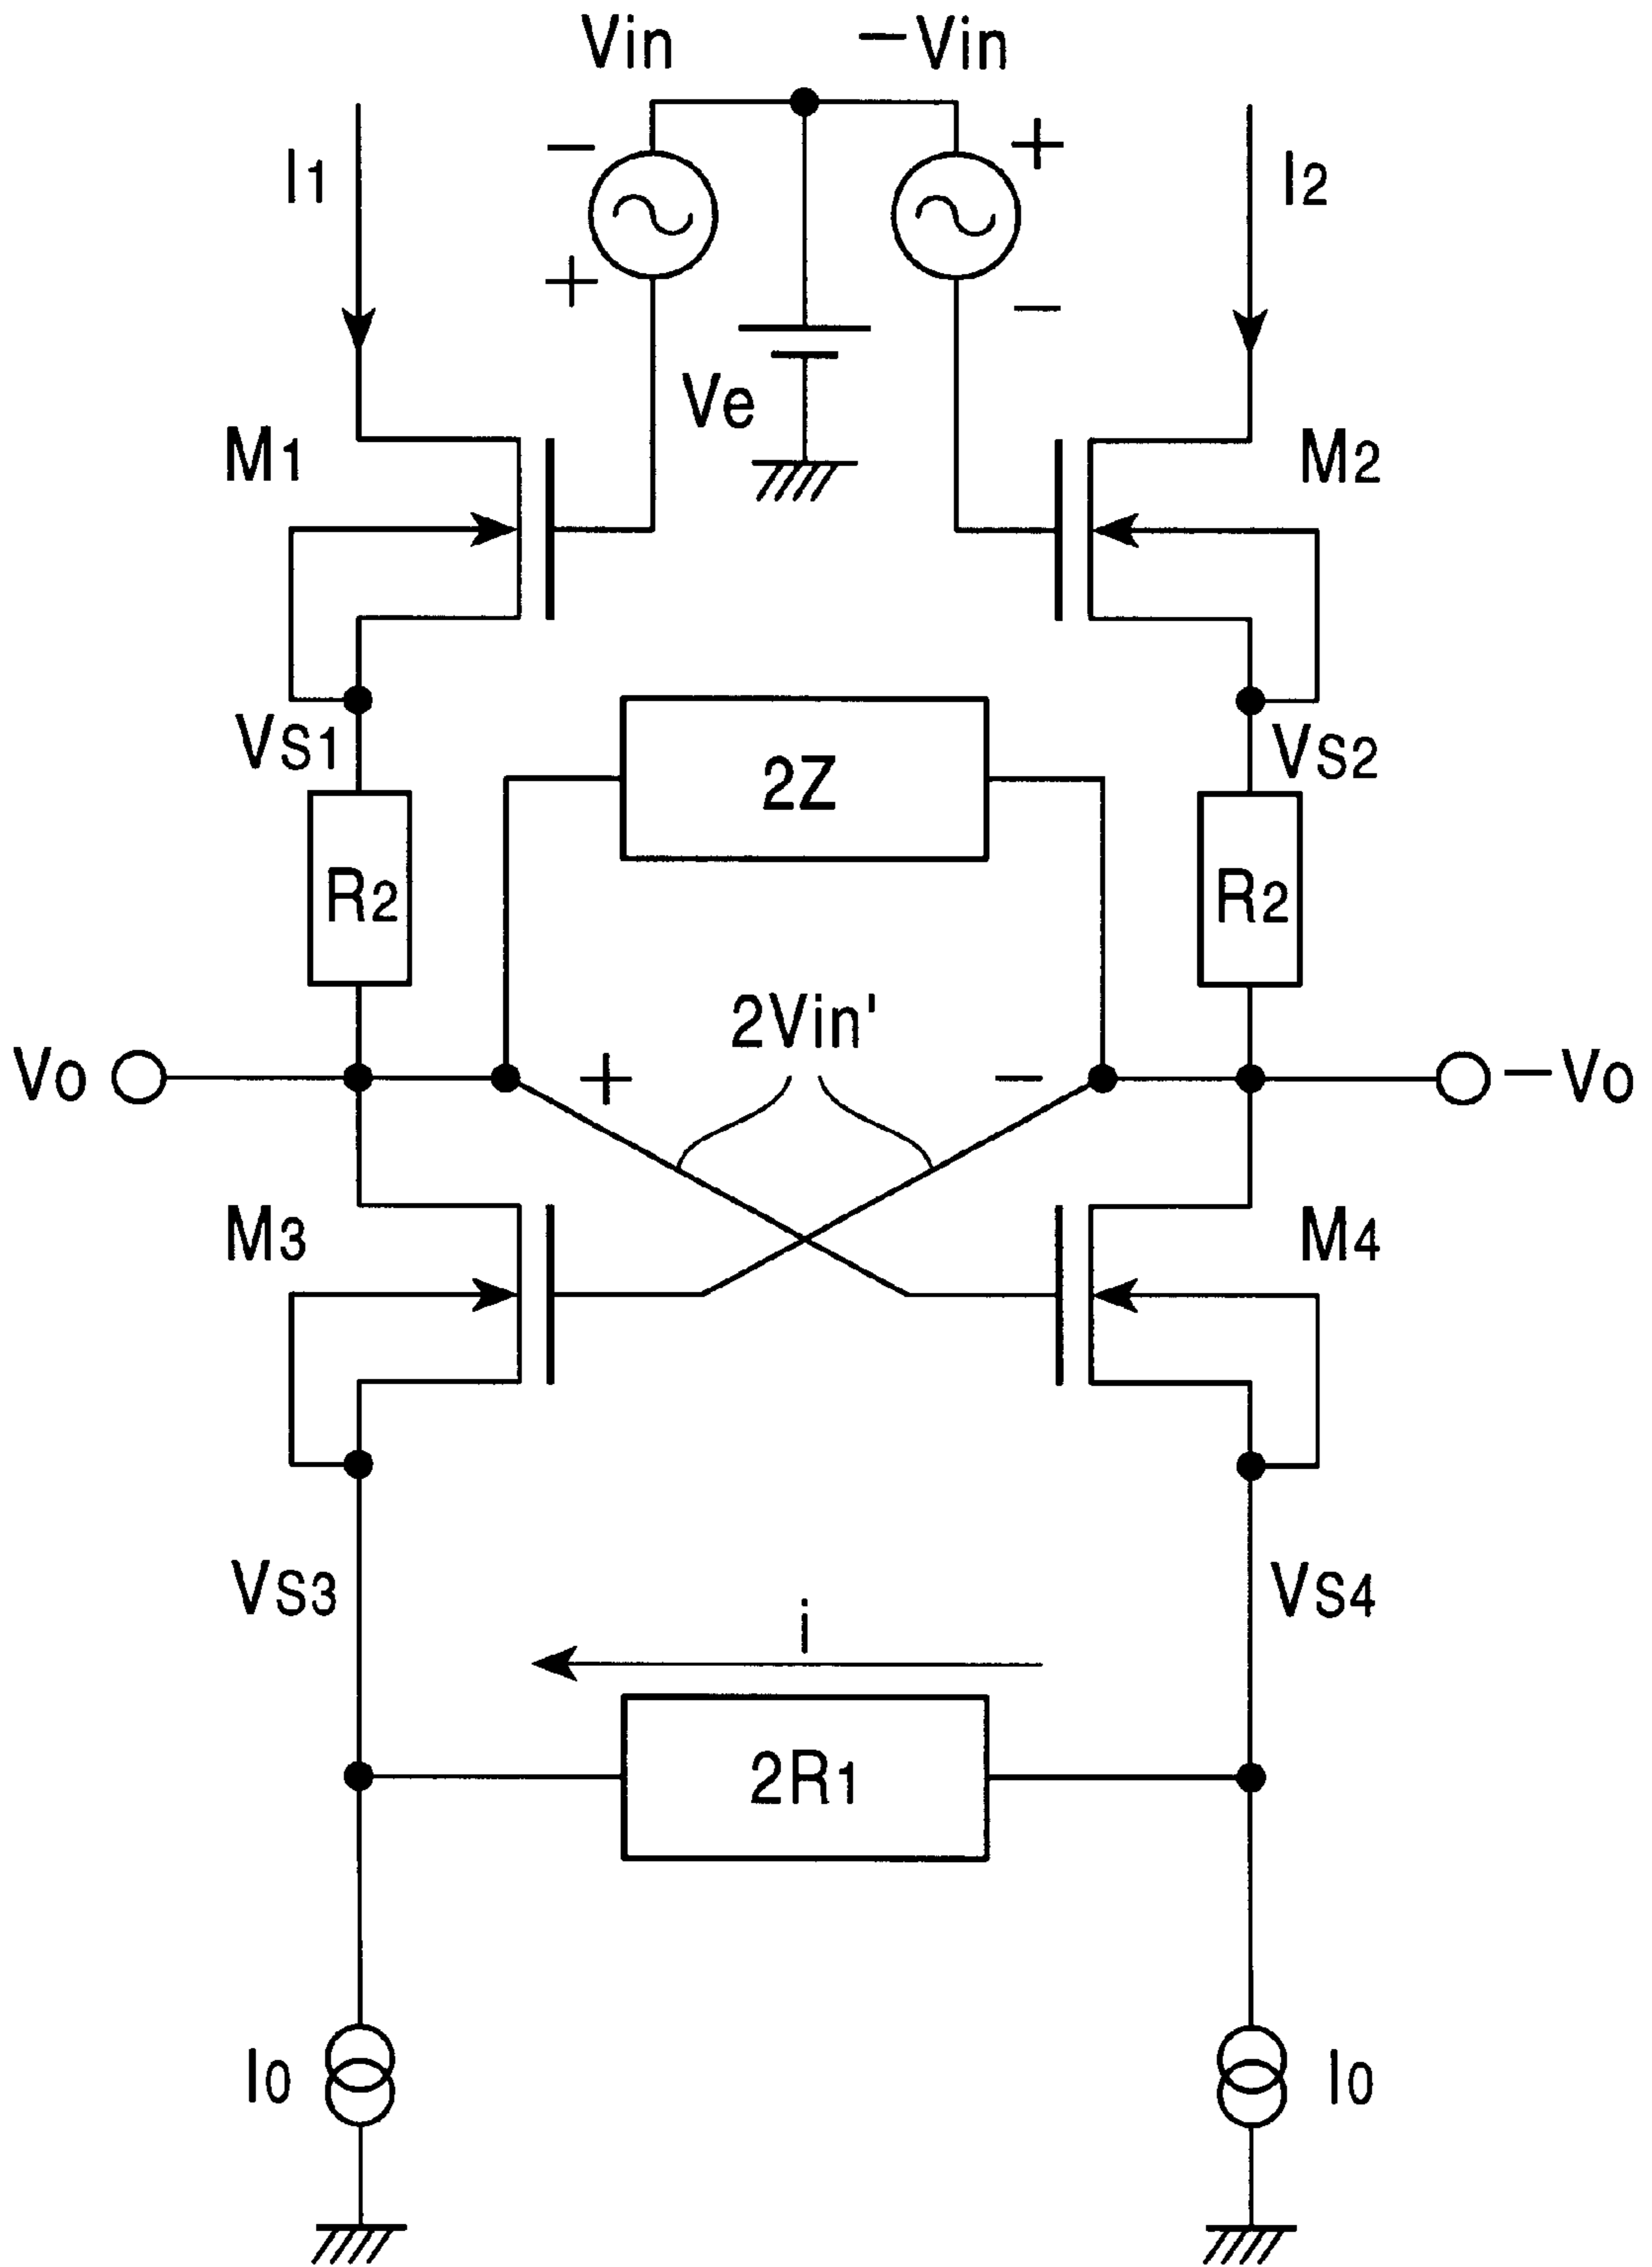 Vin
−Vin
−
+
I1
I2
+
−
Ve
M1
M2
VS1
VS2
2Z
R2
R2
2Vin'
Vo
+
−
−Vo
M3
M4
VS3
VS4
i
2R1
I0
I0